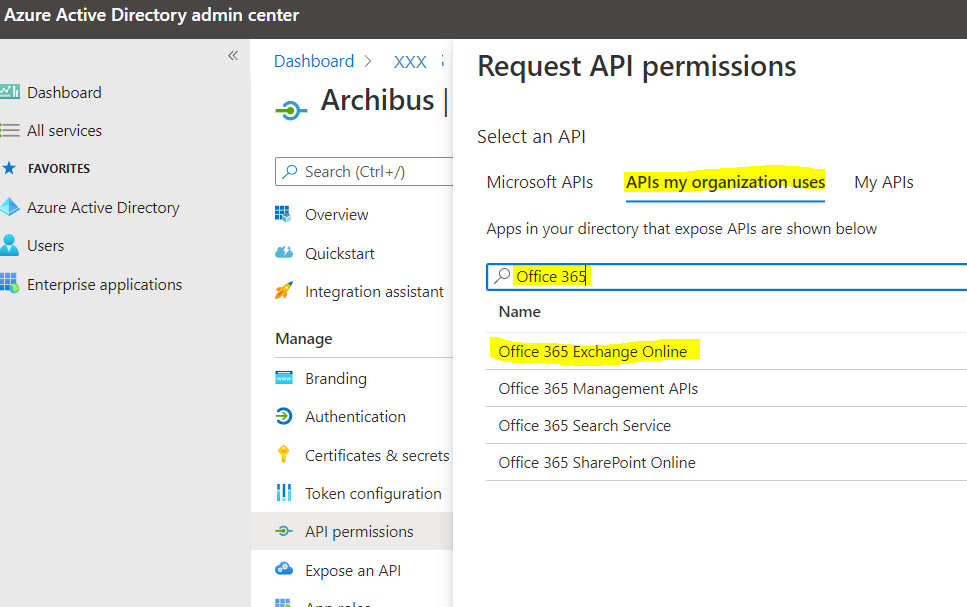 Azure Active Directory admin center
«
Dashboard
All services
FAVORITES
Azure Active Directory
Users
Enterprise applications
Dashboard > XXX
Archibus |
Search (Ctrl+/)
Overview
Quickstart
Integration assistant
Manage
Branding
Authentication
Certificates & secrets
Token configuration
API permissions
Expose an API
Request API permissions
Select an API
Microsoft APIs
APIs my organization uses
My APIs
Apps in your directory that expose APIs are shown below
Office 365
Name
Office 365 Exchange Online
Office 365 Management APIs
Office 365 Search Service
Office 365 SharePoint Online